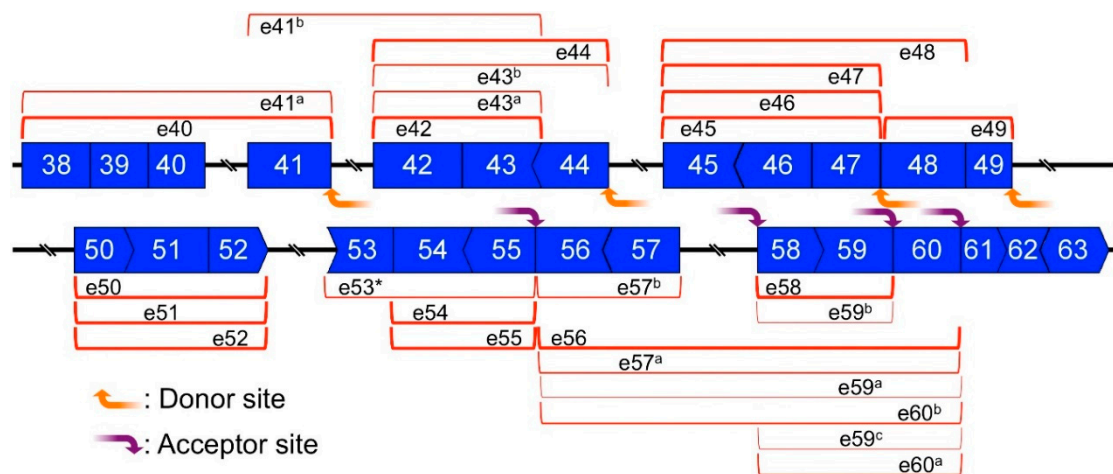 e41ᵇ
e44 e48
e43ᵇ e47
e41ᵃ e43ᵃ e46
e40 e42 e45 e49
38 39 40 41 42 43 44 45 46 47 48 49
50 51 52 53 54 55 56 57 58 59 60 61 62 63
e50 e53* e57ᵇ e58
e51 e54 e59ᵇ
e52 e55 e56
e57ᵃ
: Donor site e59ᵃ
e60ᵇ
: Acceptor site e59ᶜ
e60ᵃ